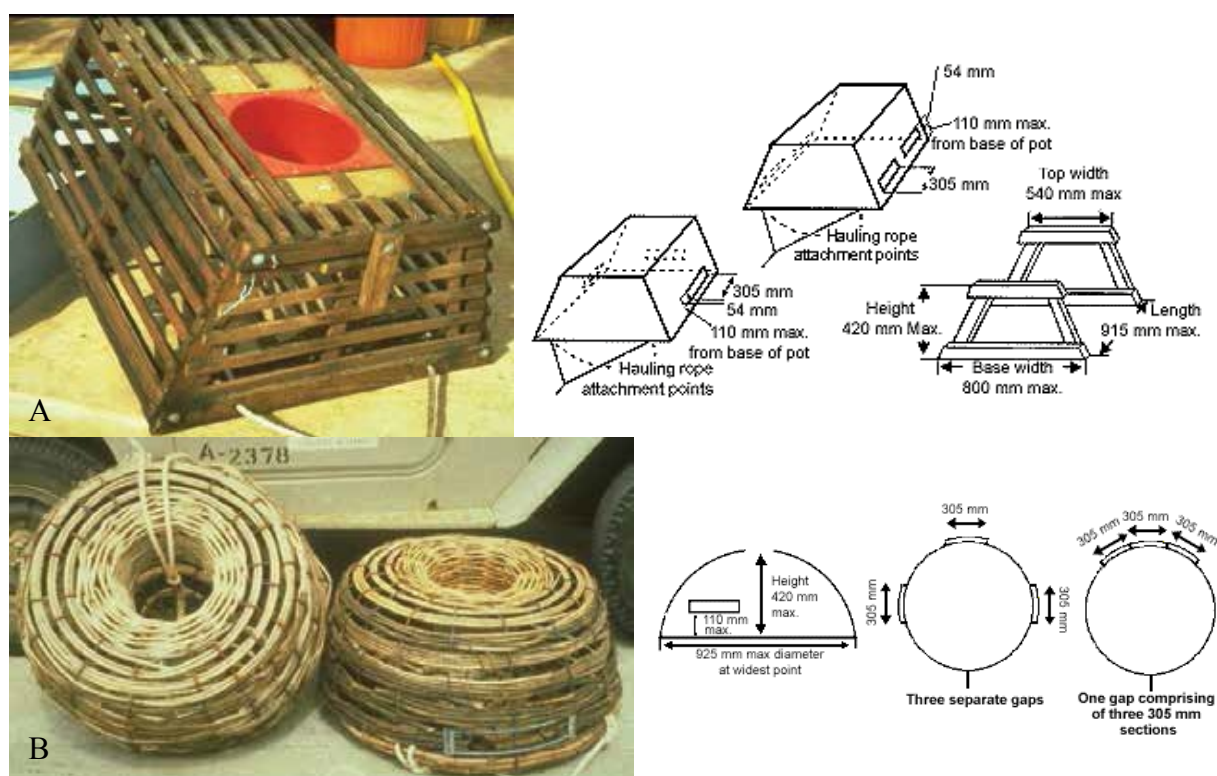 A
54 mm
110 mm max.
from base of pot
305 mm
Hauling rope
attachment points
305 mm
54 mm
110 mm max.
from base of pot
Hauling rope
attachment points
Top width
540 mm max
Height
420 mm Max.
Length
915 mm max.
Base width
800 mm max.
A-2378
B
Height
420 mm
max.
110 mm
max.
925 mm max diameter
at widest point
305 mm
305 mm
305 mm
Three separate gaps
305 mm
305 mm
305 mm
One gap comprising
of three 305 mm
sections